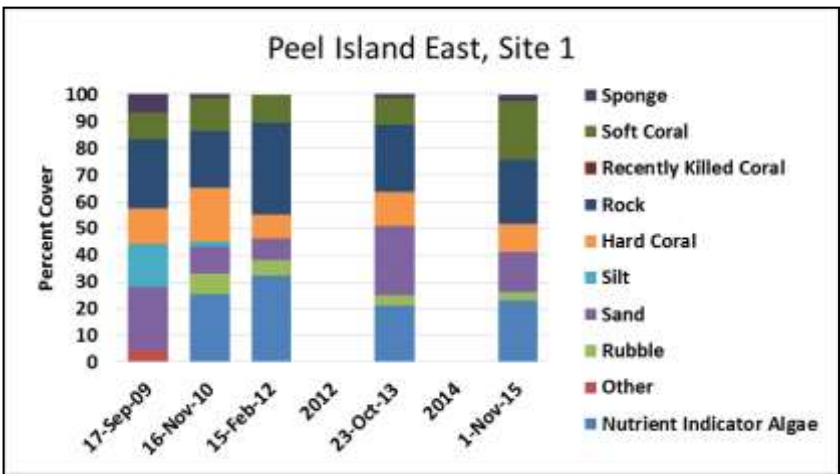 Peel Island East, Site 1
Percent Cover
100
90
80
70
60
50
40
30
20
10
0
17-Sep-09
16-Nov-10
15-Feb-12
2012
23-Oct-13
2014
1-Nov-15
Sponge
Soft Coral
Recently Killed Coral
Rock
Hard Coral
Silt
Sand
Rubble
Other
Nutrient Indicator Algae